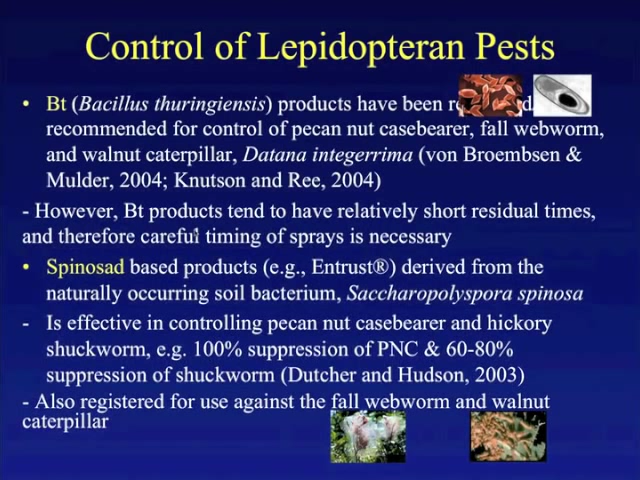 Control of Lepidopteran Pests
• Bt (Bacillus thuringiensis) products have been
recommended for control of pecan nut casebearer, fall webworm,
and walnut caterpillar, Datana integerrima (von Broembsen &
Mulder, 2004; Knutson and Ree, 2004)
- However, Bt products tend to have relatively short residual times,
and therefore careful timing of sprays is necessary
• Spinosad based products (e.g., Entrust®) derived from the
naturally occurring soil bacterium, Saccharopolyspora spinosa
- Is effective in controlling pecan nut casebearer and hickory
shuckworm, e.g. 100% suppression of PNC & 60-80%
suppression of shuckworm (Dutcher and Hudson, 2003)
- Also registered for use against the fall webworm and walnut
caterpillar